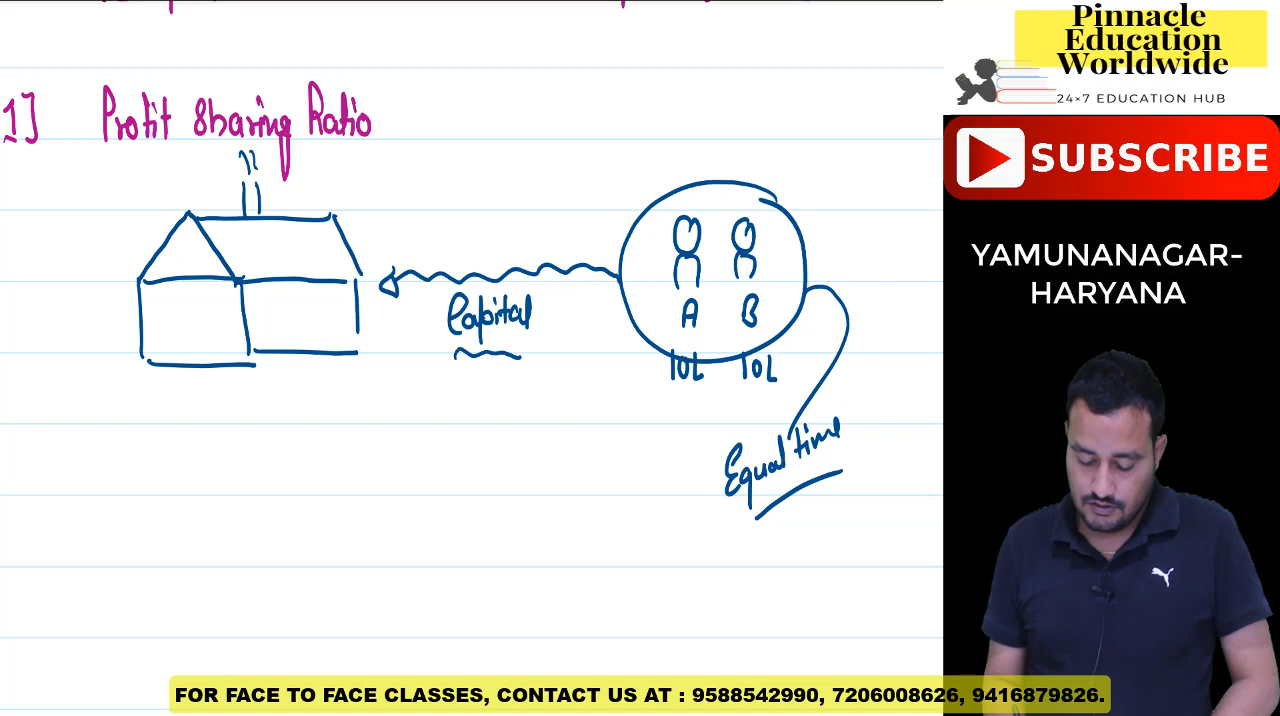 1] Profit Sharing Ratio
Capital
A B
10L 10L
Equal time
Pinnacle
Education
Worldwide
24×7 EDUCATION HUB
SUBSCRIBE
YAMUNANAGAR-
HARYANA
FOR FACE TO FACE CLASSES, CONTACT US AT : 9588542990, 7206008626, 9416879826.